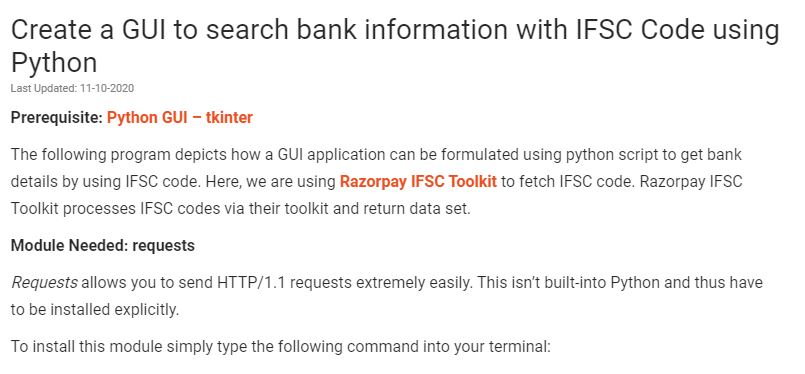 Create a GUI to search bank information with IFSC Code using
Python
Last Updated: 11-10-2020
Prerequisite: Python GUI – tkinter
The following program depicts how a GUI application can be formulated using python script to get bank
details by using IFSC code. Here, we are using Razorpay IFSC Toolkit to fetch IFSC code. Razorpay IFSC
Toolkit processes IFSC codes via their toolkit and return data set.
Module Needed: requests
Requests allows you to send HTTP/1.1 requests extremely easily. This isn’t built-into Python and thus have
to be installed explicitly.
To install this module simply type the following command into your terminal: